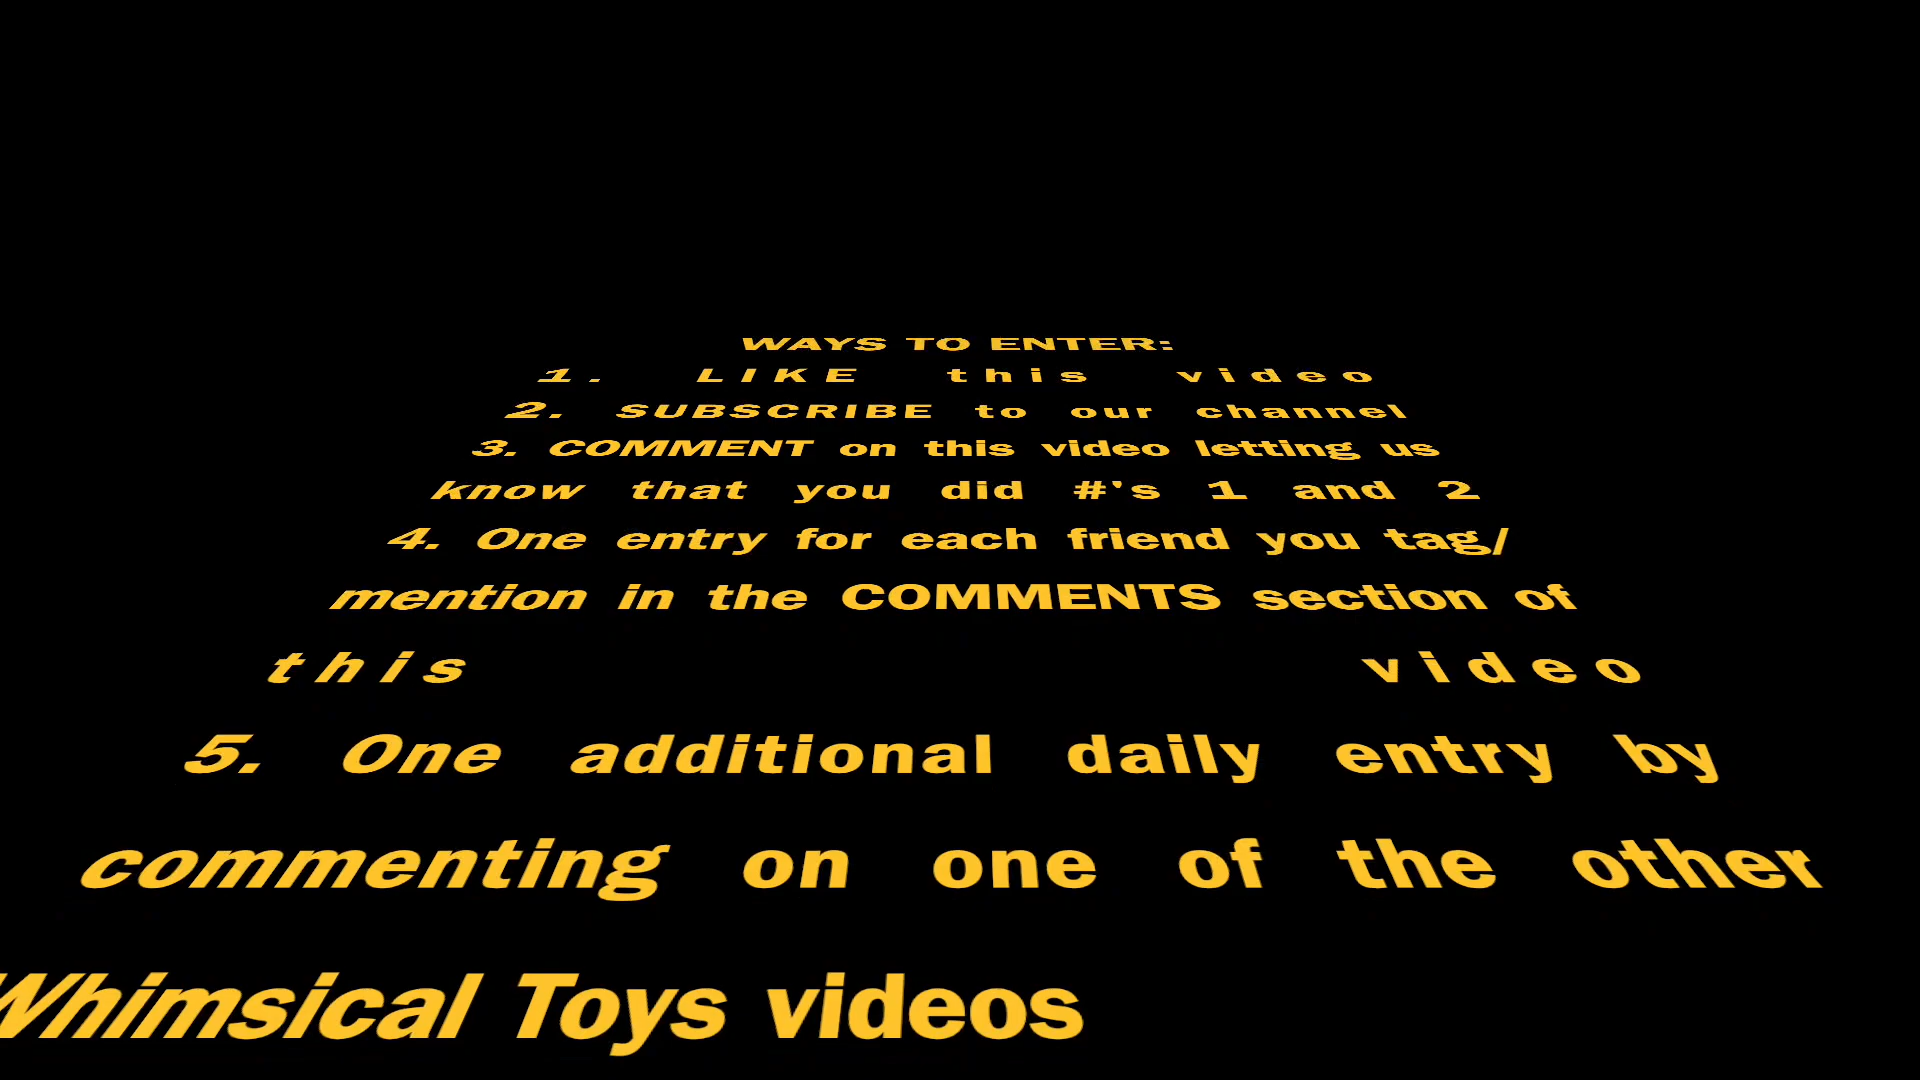 WAYS TO ENTER:
1. LIKE this video
2. SUBSCRIBE to our channel
3. COMMENT on this video letting us
know that you did #'s 1 and 2
4. One entry for each friend you tag/
mention in the COMMENTS section of
this video
5. One additional daily entry by
commenting on one of the other
Whimsical Toys videos